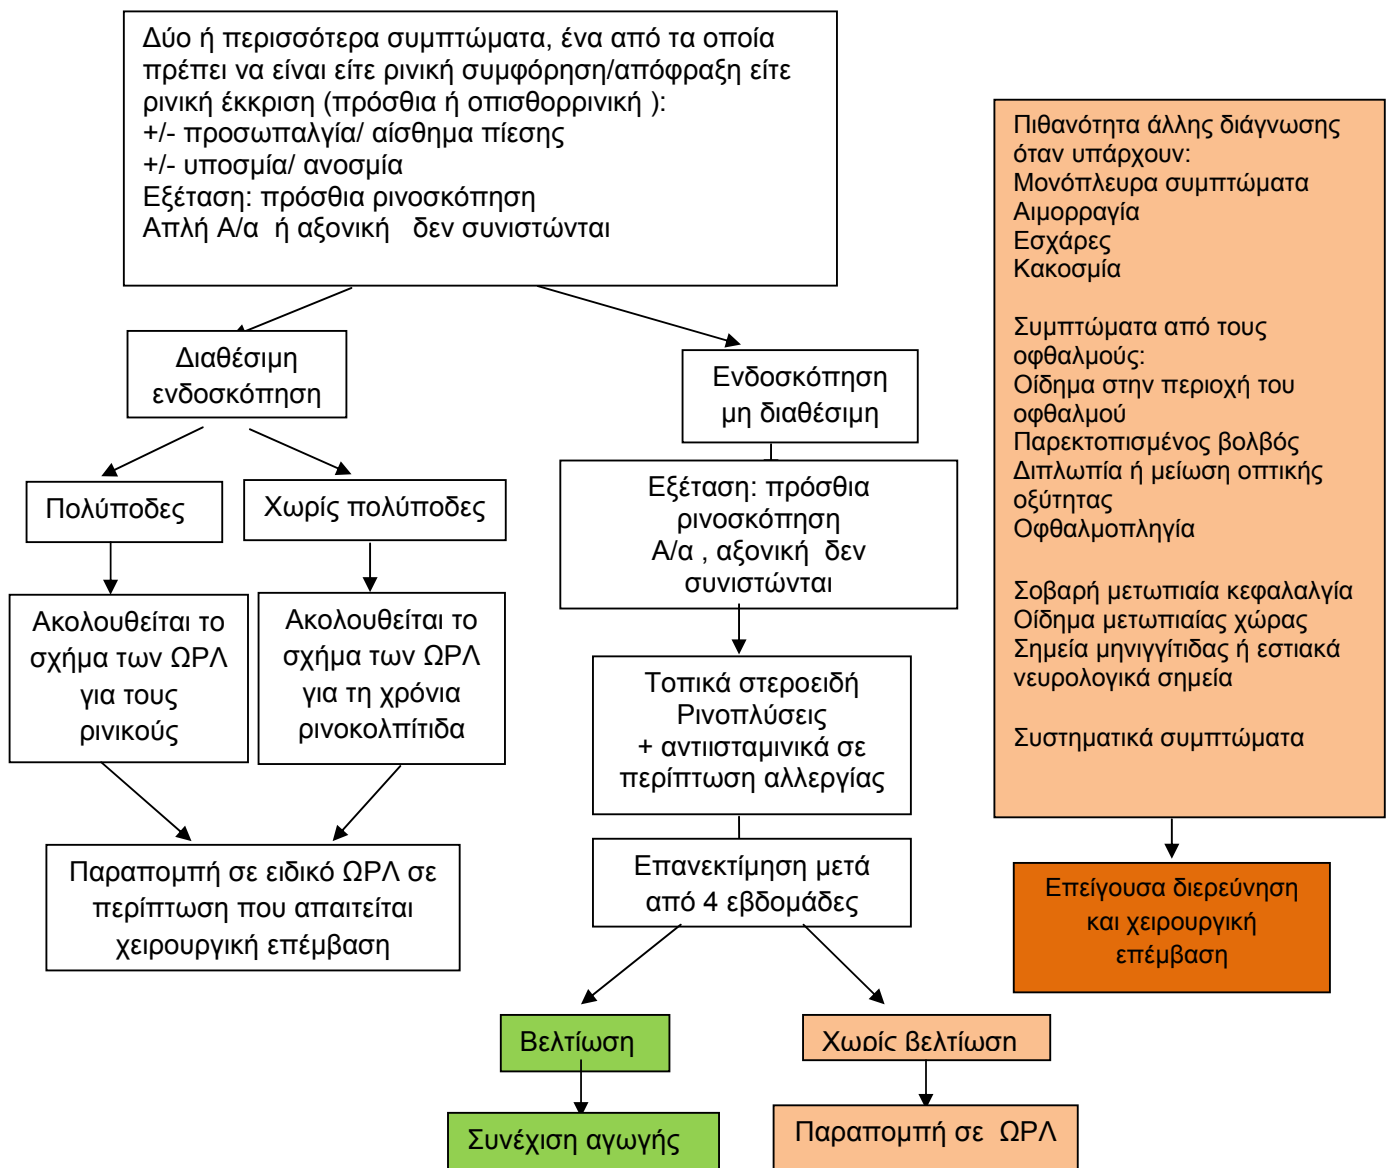 Δύο ή περισσότερα συμπτώματα, ένα από τα οποία
πρέπει να είναι είτε ρινική συμφόρηση/απόφραξη είτε
ρινική έκκριση (πρόσθια ή οπισθορρινική ):
+/- προσωπαλγία/ αίσθημα πίεσης
+/- υποσμία/ ανοσμία
Εξέταση: πρόσθια ρινοσκόπηση
Απλή Α/α ή αξονική δεν συνιστώνται
Διαθέσιμη
ενδοσκόπηση
Ενδοσκόπηση
μη διαθέσιμη
Πολύποδες
Χωρίς πολύποδες
Εξέταση: πρόσθια
ρινοσκόπηση
Α/α , αξονική δεν
συνιστώνται
Ακολουθείται το
σχήμα των ΩΡΛ
για τους
ρινικούς
Ακολουθείται το
σχήμα των ΩΡΛ
για τη χρόνια
ρινοκολπίτιδα
Τοπικά στεροειδή
Ρινοπλύσεις
+ αντιισταμινικά σε
περίπτωση αλλεργίας
Παραπομπή σε ειδικό ΩΡΛ σε
περίπτωση που απαιτείται
χειρουργική επέμβαση
Επανεκτίμηση μετά
από 4 εβδομάδες
Βελτίωση
Χωρίς βελτίωση
Συνέχιση αγωγής
Παραπομπή σε ΩΡΛ
Πιθανότητα άλλης διάγνωσης
όταν υπάρχουν:
Μονόπλευρα συμπτώματα
Αιμορραγία
Εσχάρες
Κακοσμία
Συμπτώματα από τους
οφθαλμούς:
Οίδημα στην περιοχή του
οφθαλμού
Παρεκτοπισμένος βολβός
Διπλωπία ή μείωση οπτικής
οξύτητας
Οφθαλμοπληγία
Σοβαρή μετωπιαία κεφαλαλγία
Οίδημα μετωπιαίας χώρας
Σημεία μηνιγγίτιδας ή εστιακά
νευρολογικά σημεία
Συστηματικά συμπτώματα
Επείγουσα διερεύνηση
και χειρουργική
επέμβαση